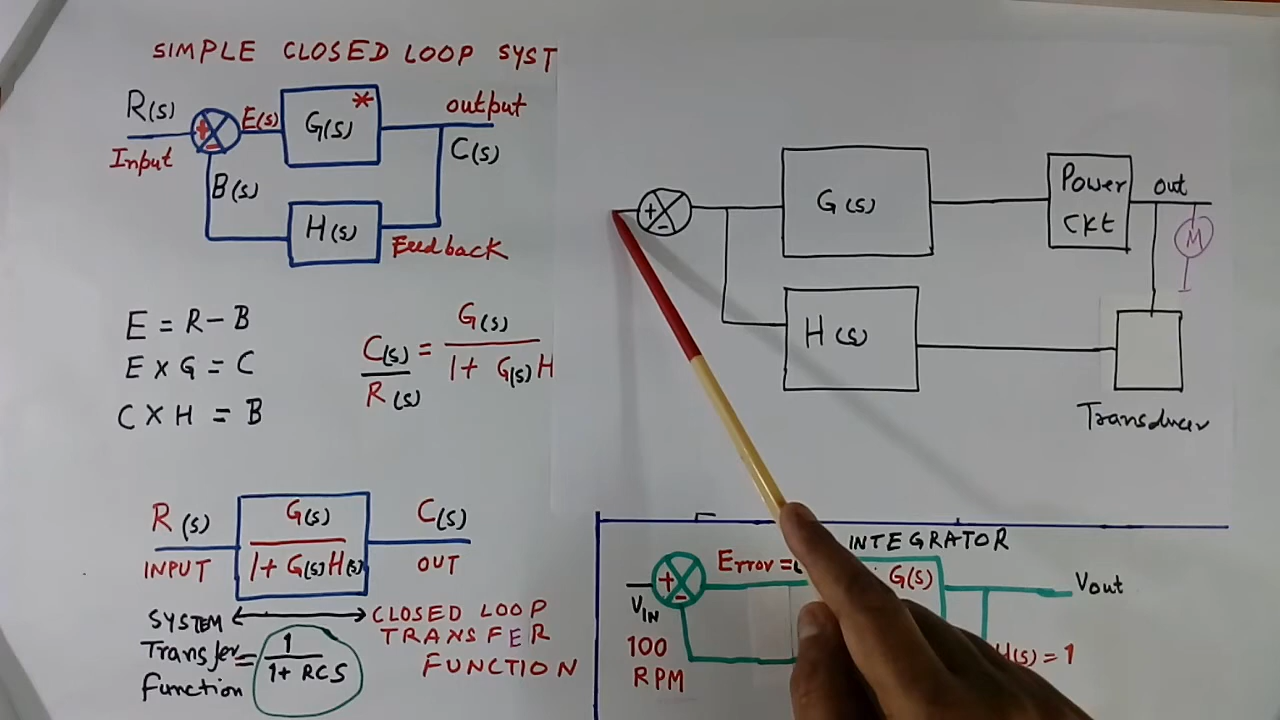 SIMPLE CLOSED LOOP SYST
R(s)
Input
+
-
E(s)
G(s)
*
output
C(s)
B(s)
H(s)
Feedback
E = R - B
E x G = C
C X H = B
C(s)/R(s) = G(s)/1 + G(s)H
R(s)
INPUT
G(s)/1 + G(s)H(s)
C(s)
OUT
SYSTEM
Transfer
function
= 1/1 + RCS
CLOSED LOOP
TRANSFER
FUNCTION
+
-
G(s)
Power
CKt
out
M
H(s)
Transducer
INTEGRATOR
+
-
Error =
G(s)
Vout
VIN
100
RPM
H(s) = 1